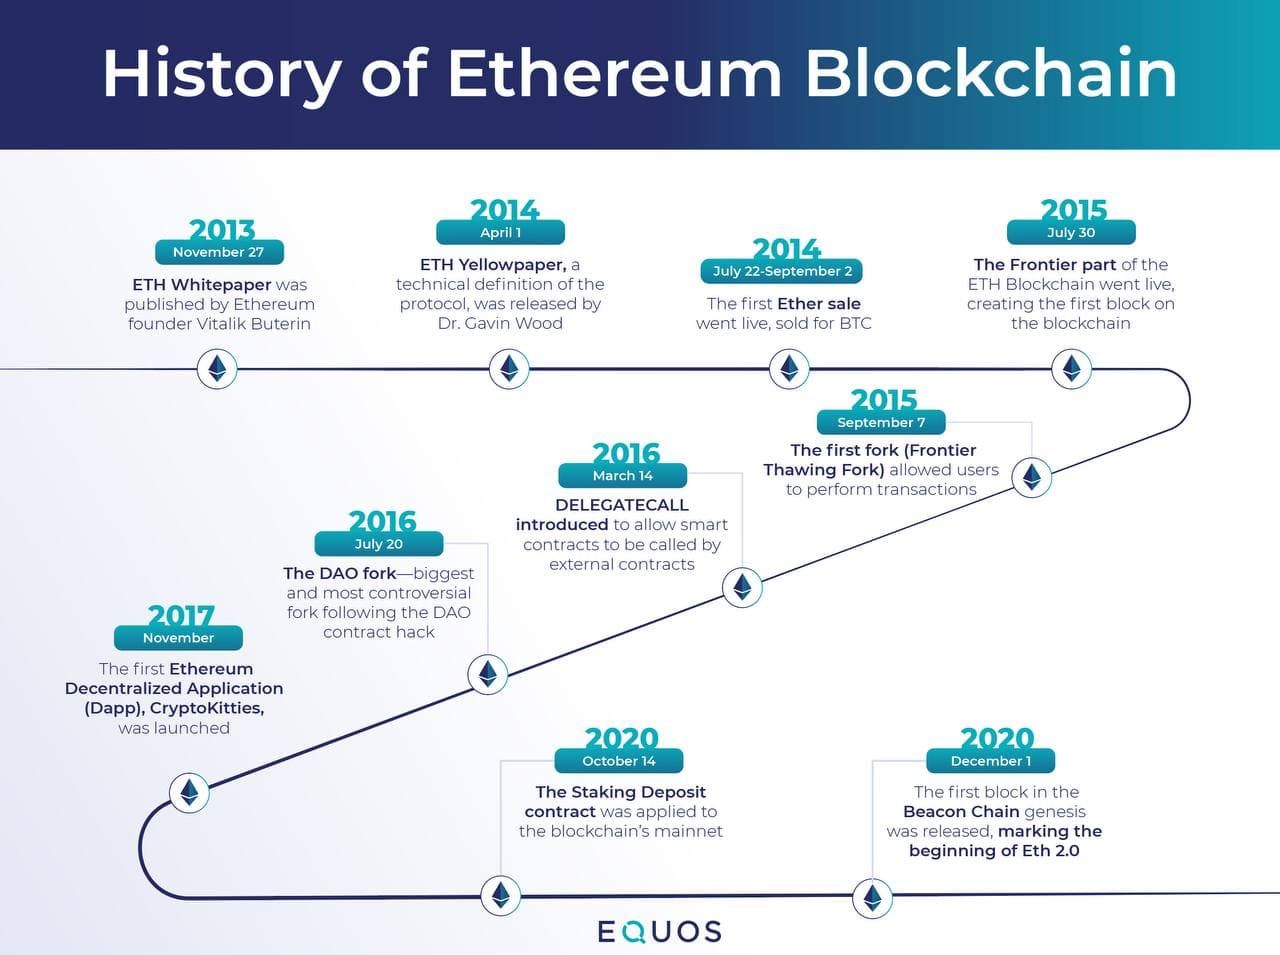 History of Ethereum Blockchain
2013
November 27
ETH Whitepaper was
published by Ethereum
founder Vitalik Buterin
2014
April 1
ETH Yellowpaper, a
technical definition of the
protocol, was released by
Dr. Gavin Wood
2014
July 22-September 2
The first Ether sale
went live, sold for BTC
2015
July 30
The Frontier part of the
ETH Blockchain went live,
creating the first block on
the blockchain
2015
September 7
The first fork (Frontier
Thawing Fork) allowed users
to perform transactions
2016
March 14
DELEGATECALL
introduced to allow smart
contracts to be called by
external contracts
2016
July 20
The DAO fork—biggest
and most controversial
fork following the DAO
contract hack
2017
November
The first Ethereum
Decentralized Application
(Dapp), CryptoKitties,
was launched
2020
October 14
The Staking Deposit
contract was applied to
the blockchain's mainnet
2020
December 1
The first block in the
Beacon Chain genesis
was released, marking the
beginning of Eth 2.0
EQUOS